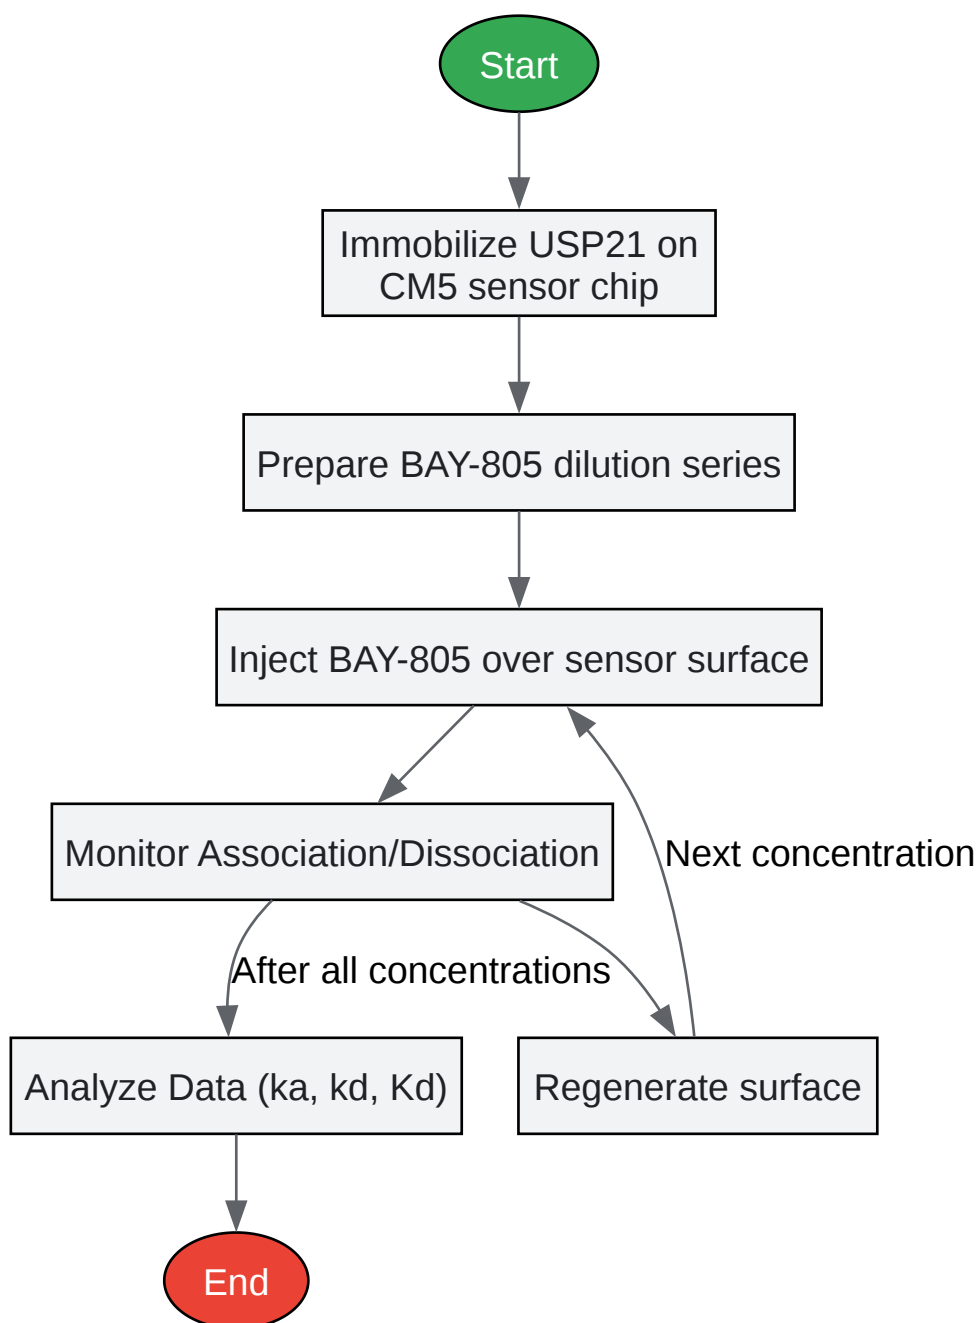 Start
Immobilize USP21 on
CM5 sensor chip
Prepare BAY-805 dilution series
Inject BAY-805 over sensor surface
Monitor Association/Dissociation
Next concentration
After all concentrations
Analyze Data (ka, kd, Kd)
Regenerate surface
End